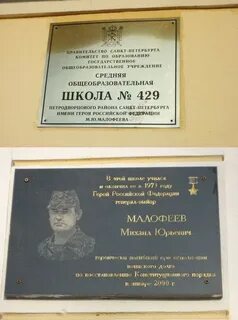 ПРАВИТЕЛЬСТВО САНКТ-ПЕТЕРБУРГА
КОМИТЕТ ПО ОБРАЗОВАНИЮ
ГОСУДАРСТВЕННОЕ
ОБЩЕОБРАЗОВАТЕЛЬНОЕ УЧРЕЖДЕНИЕ
СРЕДНЯЯ
ОБЩЕОБРАЗОВАТЕЛЬНАЯ
ШКОЛА № 429
ПЕТРОДВОРЦОВОГО РАЙОНА САНКТ-ПЕТЕРБУРГА
ИМЕНИ ГЕРОЯ РОССИЙСКОЙ ФЕДЕРАЦИИ
М.Ю.МАЛОФЕЕВА
В этой школе учился
и окончил её в 1973 году
Герой Российской Федерации
генерал-майор
МАЛОФЕЕВ
Михаил Юрьевич
героически погибший при исполнении
воинского долга
по восстановлению Конституционного порядка
в январе 2000 г.